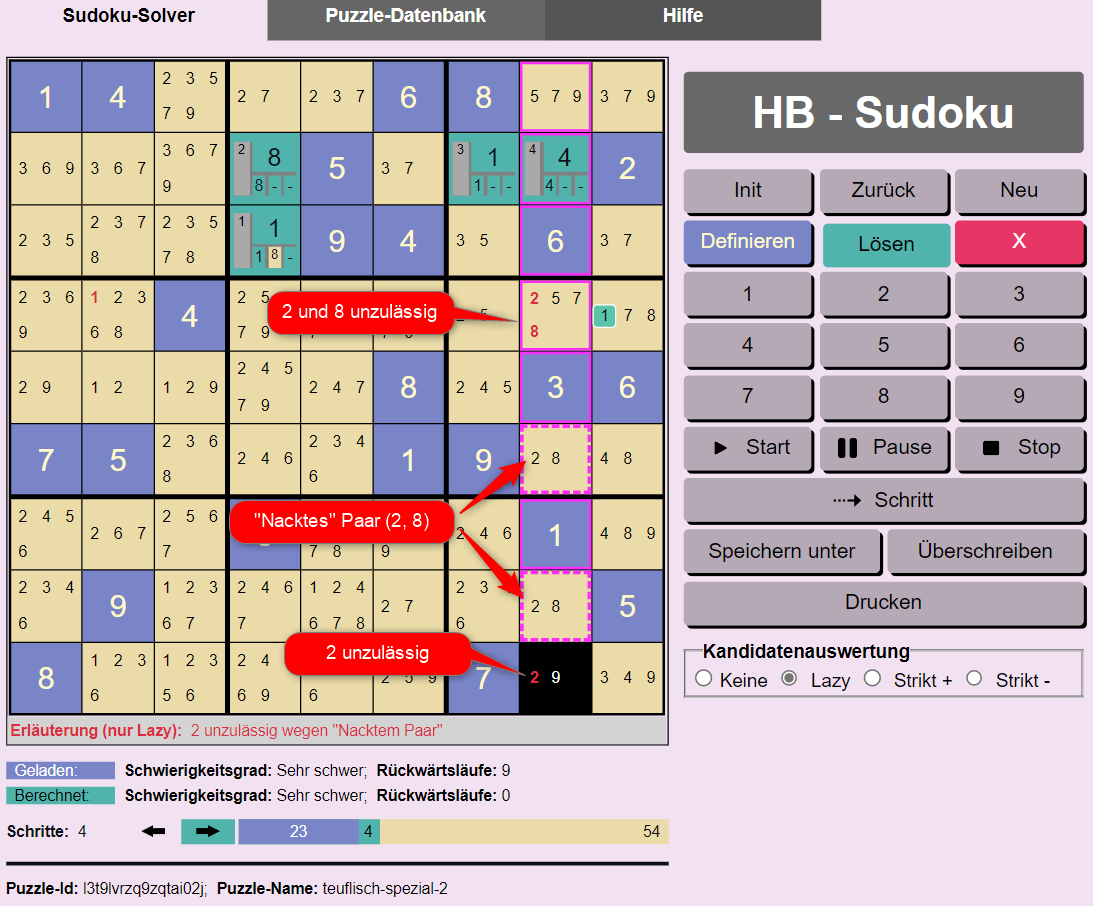 Sudoku-Solver Puzzle-Datenbank Hilfe
HB - Sudoku
1 4 2 3 5 7 9 2 7 2 3 7 6 8 5 7 9 3 7 9
3 6 9 3 6 7 3 6 7 9 2 8 8 - - 5 3 7 3 1 1 - - 4 4 4 - - 2
2 3 5 2 3 7 8 2 3 5 7 8 1 1 1 8 - 9 4 3 5 6 3 7
2 3 6 9 1 2 3 6 8 4 2 5 7 9 2 und 8 unzulässig 5 2 5 7 8 1 7 8
2 9 1 2 1 2 9 2 4 5 7 9 2 4 7 8 2 4 5 3 6
7 5 2 3 6 8 2 4 6 2 3 4 6 1 9 2 8 4 8
2 4 5 6 2 6 7 2 5 6 7 "Nacktes" Paar (2, 8) 7 8 9 2 4 6 1 4 8 9
2 3 4 6 9 1 2 3 6 7 2 4 6 7 1 2 4 6 7 8 2 7 2 3 6 2 8 5
8 1 2 3 6 1 2 3 5 6 2 4 6 9 6 2 unzulässig 2 5 9 7 2 9 3 4 9
Erläuterung (nur Lazy): 2 unzulässig wegen "Nacktem Paar"
Geladen: Schwierigkeitsgrad: Sehr schwer; Rückwärtsläufe: 9
Berechnet: Schwierigkeitsgrad: Sehr schwer; Rückwärtsläufe: 0
Schritte: 4 23 4 54
Puzzle-Id: l3t9lvrzq9zqtai02j; Puzzle-Name: teuflisch-spezial-2
Init Zurück Neu
Definieren Lösen X
1 2 3
4 5 6
7 8 9
Start Pause Stop
Schritt
Speichern unter Überschreiben
Drucken
Kandidatenauswertung
Keine Lazy Strikt + Strikt -